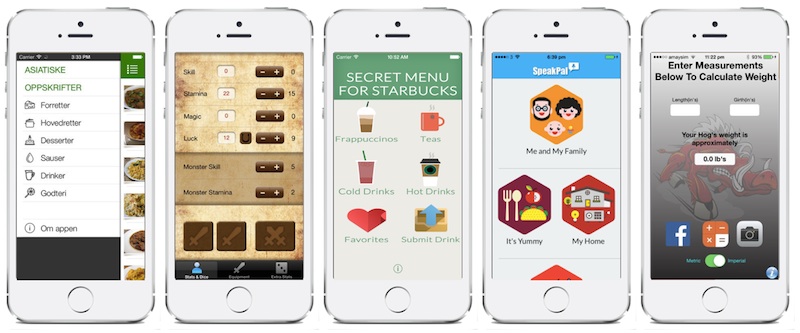 Carrier
3:33 PM
ASIATISKE
OPPSKRIFTER
Forretter
Hovedretter
Desserter
Sauser
Drinker
Godteri
Om appen
Skill
0
Stamina
22
15
Magic
0
Luck
12
9
Monster Skill
5
Monster Stamina
2
Stats & Dice
Equipment
Extra Stats
Carrier
10:52 AM
SECRET MENU
FOR STARBUCKS
Frappuccinos
Teas
Cold Drinks
Hot Drinks
Favorites
Submit Drink
3
6:39 pm
SpeakPal
Me and My Family
It's Yummy
My Home
amaysim
11:22 pm
93%
Enter Measurements
Below To Calculate Weight
Length(in's)
Girth(in's)
Your Hog's weight is
approximately
0.0 lb's
Metric
Imperial